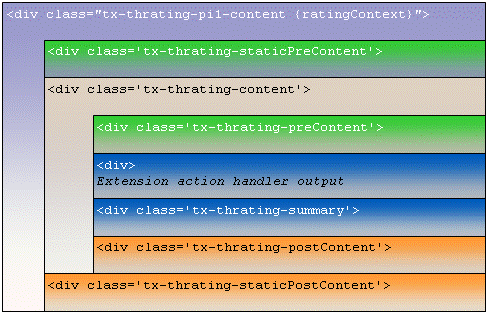 <div class="tx-thrating-pi1-content {ratingContext}">
<div class='tx-thrating-staticPreContent'>
<div class='tx-thrating-content'>
<div class='tx-thrating-preContent'>
<div>
Extension action handler output
<div class='tx-thrating-summary'>
<div class='tx-thrating-postContent'>
<div class='tx-thrating-staticPostContent'>